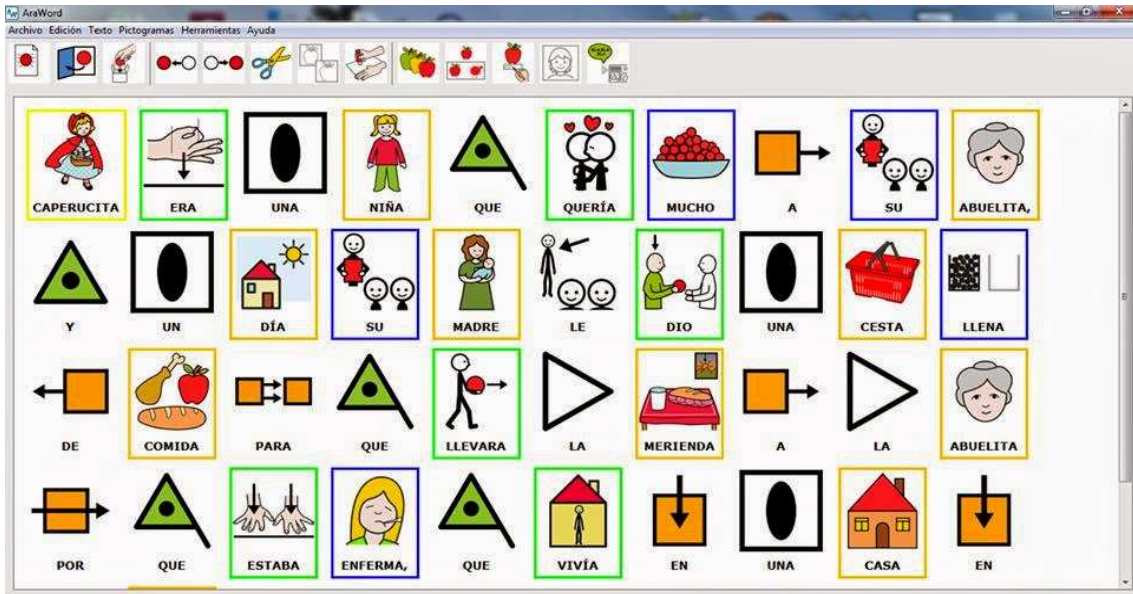 AraWord
Archivo Edición Texto Pictogramas Herramientas Ayuda
CAPERUCITA ERA UNA NIÑA QUE QUERÍA MUCHO A SU ABUELITA,
Y UN DÍA SU MADRE LE DIO UNA CESTA LLENA
DE COMIDA PARA QUE LLEVARA LA MERIENDA A LA ABUELITA
POR QUE ESTABA ENFERMA, QUE VIVÍA EN UNA CASA EN